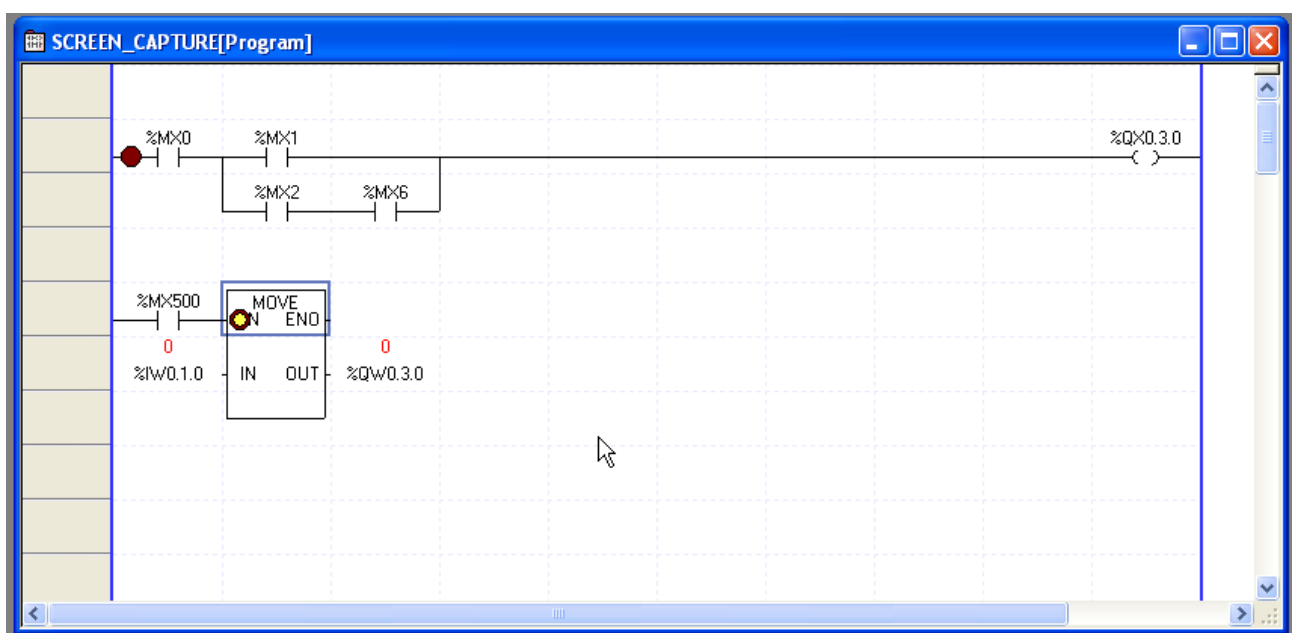 SCREEN_CAPTURE[Program]
%MX0 %MX1 %QX0.3.0
%MX2 %MX6
%MX500 MOVE
N ENO
0 0
%IW0.1.0 IN OUT %QW0.3.0